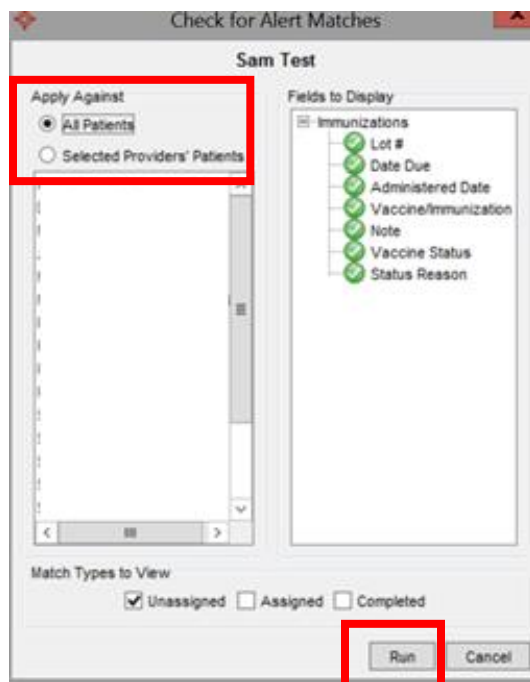 Check for Alert Matches
Sam Test
Apply Against
All Patients
Selected Providers' Patients
Fields to Display
Immunizations
Lot #
Date Due
Administered Date
Vaccine/Immunization
Note
Vaccine Status
Status Reason
Match Types to View
Unassigned Assigned Completed
Run Cancel